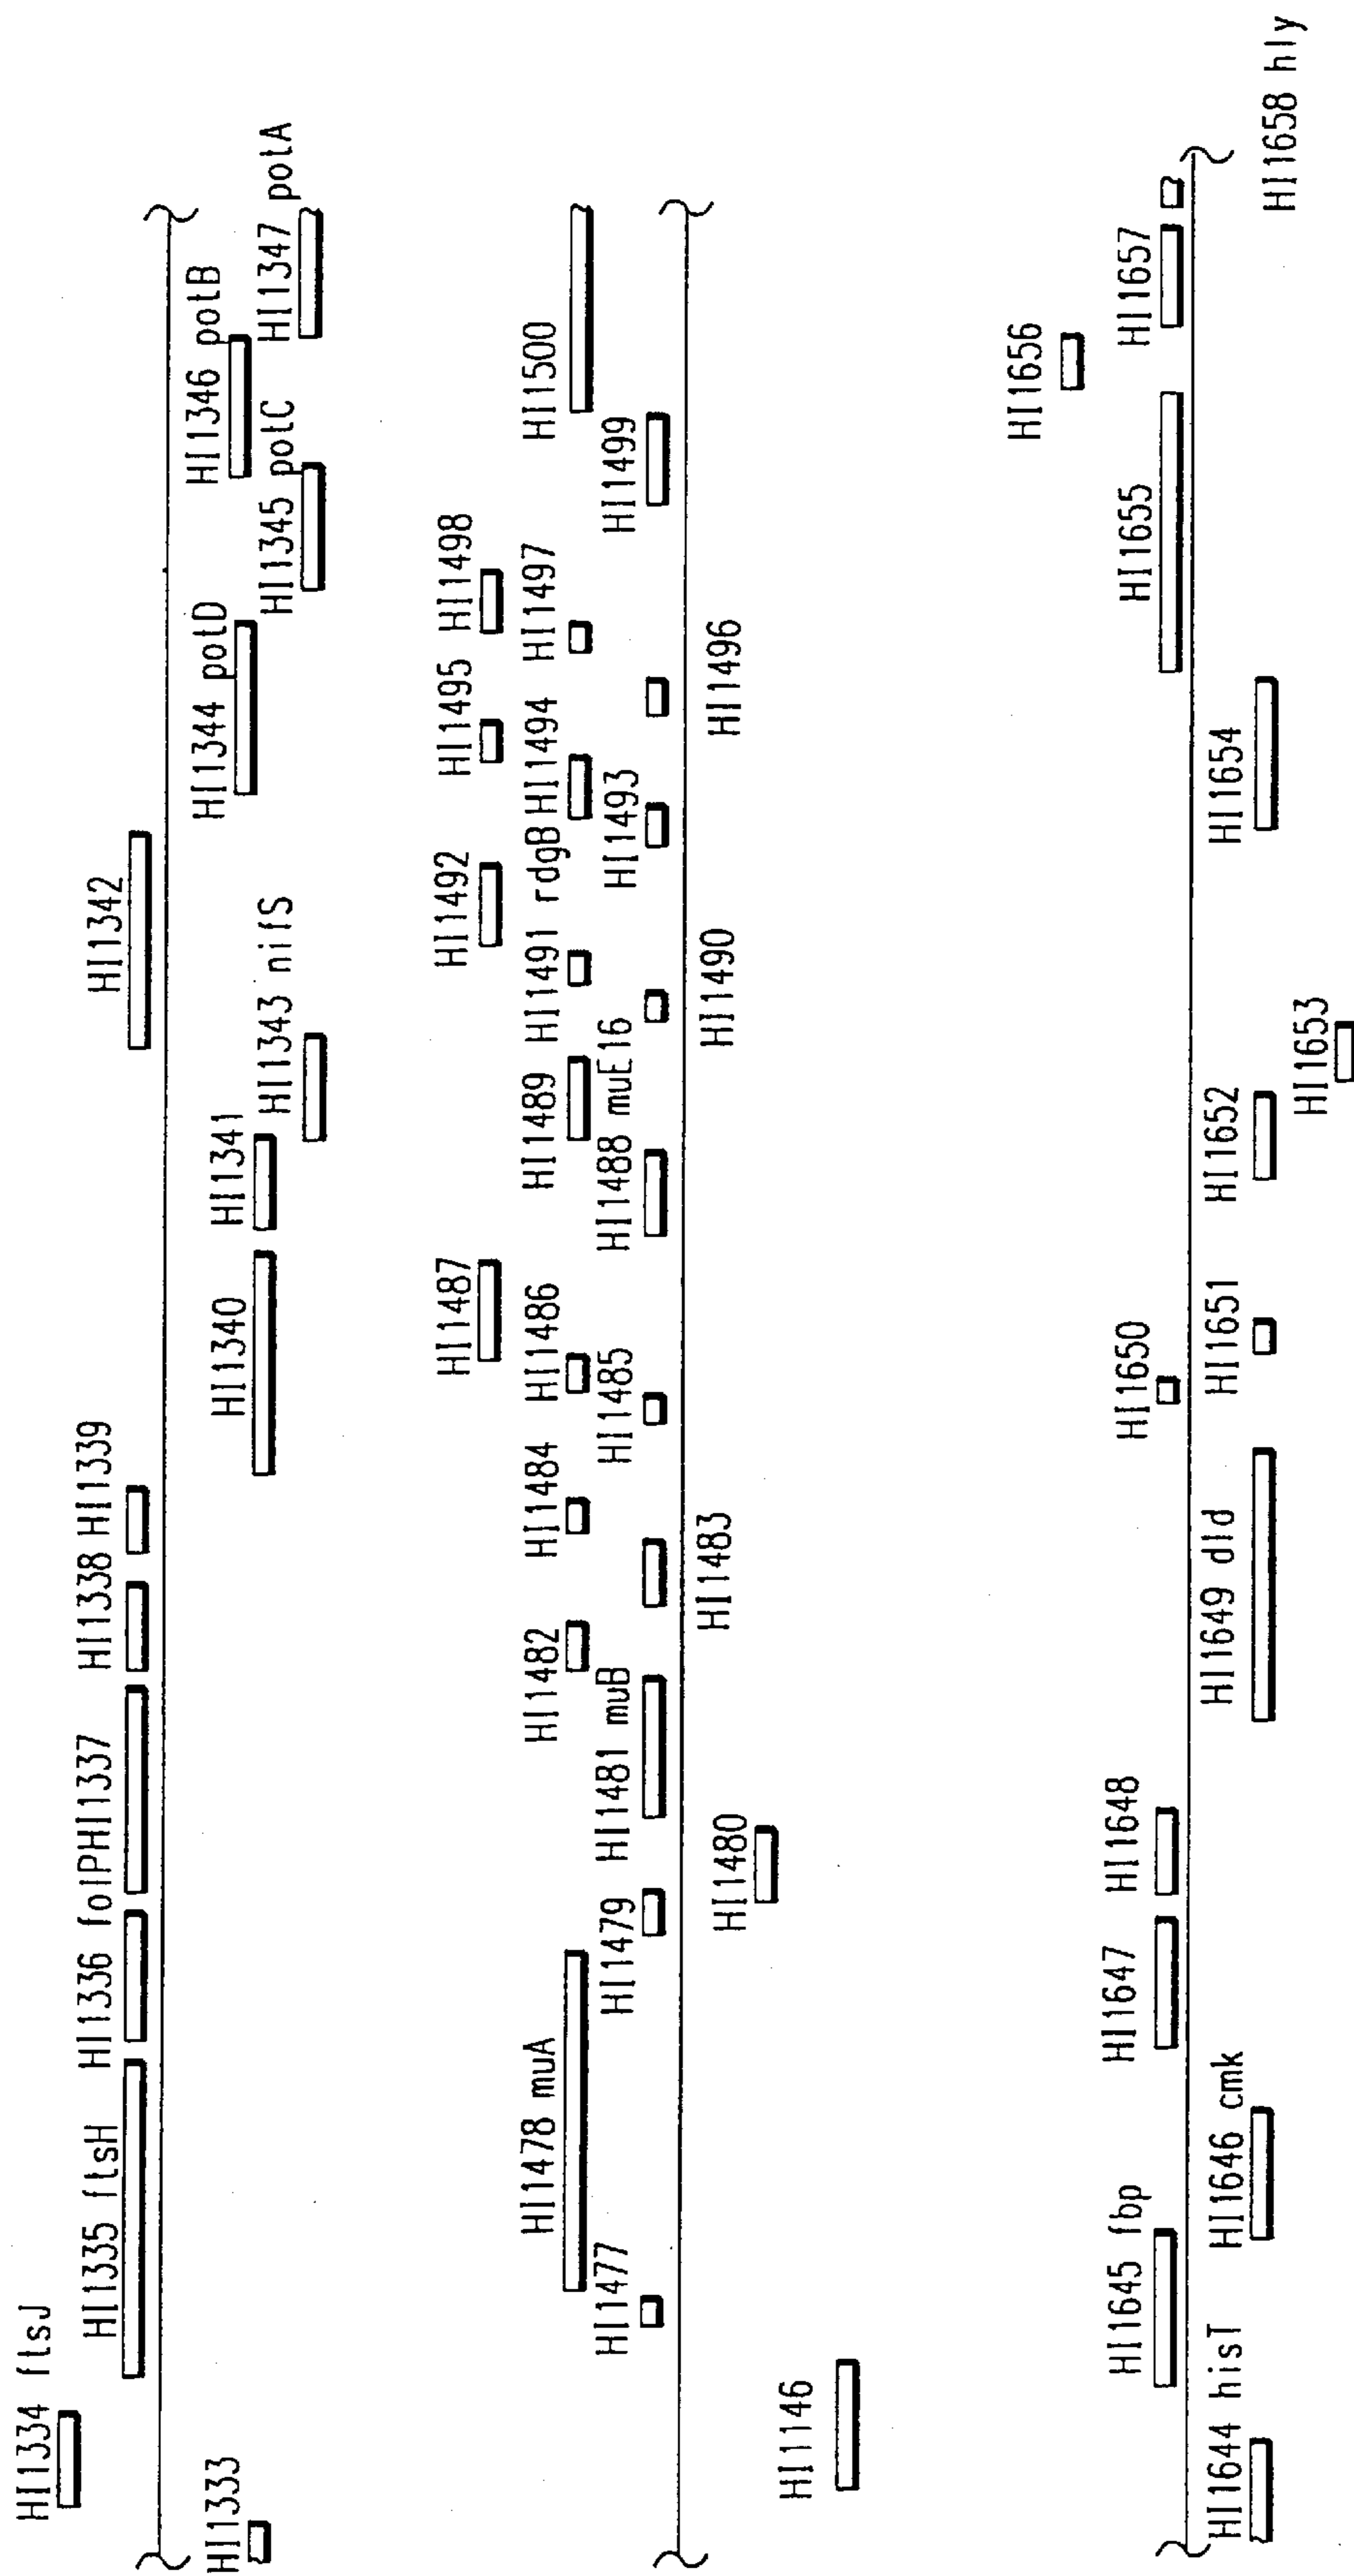 HI1334 ftsJ
HI1333
HI1335 ftsH
HI1336 folP
HI1337
HI1338
HI1339
HI1340
HI1341
HI1342
HI1343 nifS
HI1344 potD
HI1345 potC
HI1346 potB
HI1347 potA
HI1146
HI1477
HI1478 muA
HI1479
HI1480
HI1481 muB
HI1482
HI1483
HI1484
HI1485
HI1486
HI1487
HI1488 muE16
HI1489
HI1490
HI1491 rdgB
HI1492
HI1493
HI1494
HI1495
HI1496
HI1497
HI1498
HI1499
HI1500
HI1644 hisT
HI1645 fbp
HI1646 cmk
HI1647
HI1648
HI1649 dld
HI1650
HI1651
HI1652
HI1653
HI1654
HI1655
HI1656
HI1657
HI1658 hly